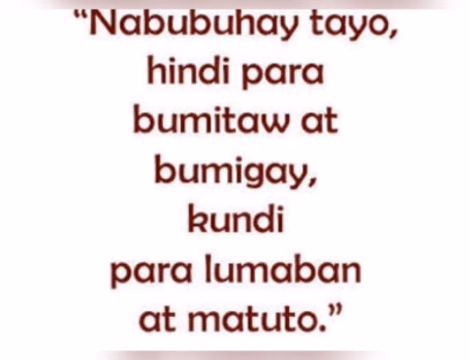 “Nabubuhay tayo,
hindi para
bumitaw at
bumigay,
kundi
para lumaban
at matuto.”